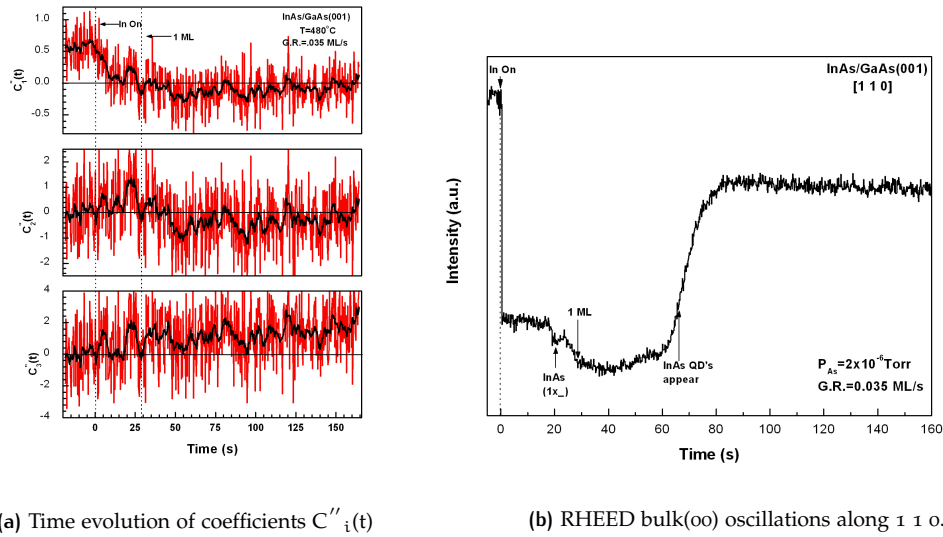 InAs/GaAs(001)
T=480°C
G.R.=.035 ML/s
In On
1 ML
1.0
0.5
0.0
-0.5
C″₁(t)
2
1
0
-1
-2
C″₂(t)
4
2
0
-2
-4
C″₃(t)
0 25 50 75 100 125 150
Time (s)
(a) Time evolution of coefficients C″ᵢ(t)
In On
InAs/GaAs(001)
[1 1 0]
Intensity (a.u.)
1 ML
InAs
(1x_)
InAs QD's
appear
P_As=2x10⁻⁶Torr
G.R.=0.035 ML/s
0 20 40 60 80 100 120 140 160
Time (s)
(b) RHEED bulk(00) oscillations along 1 1 0.